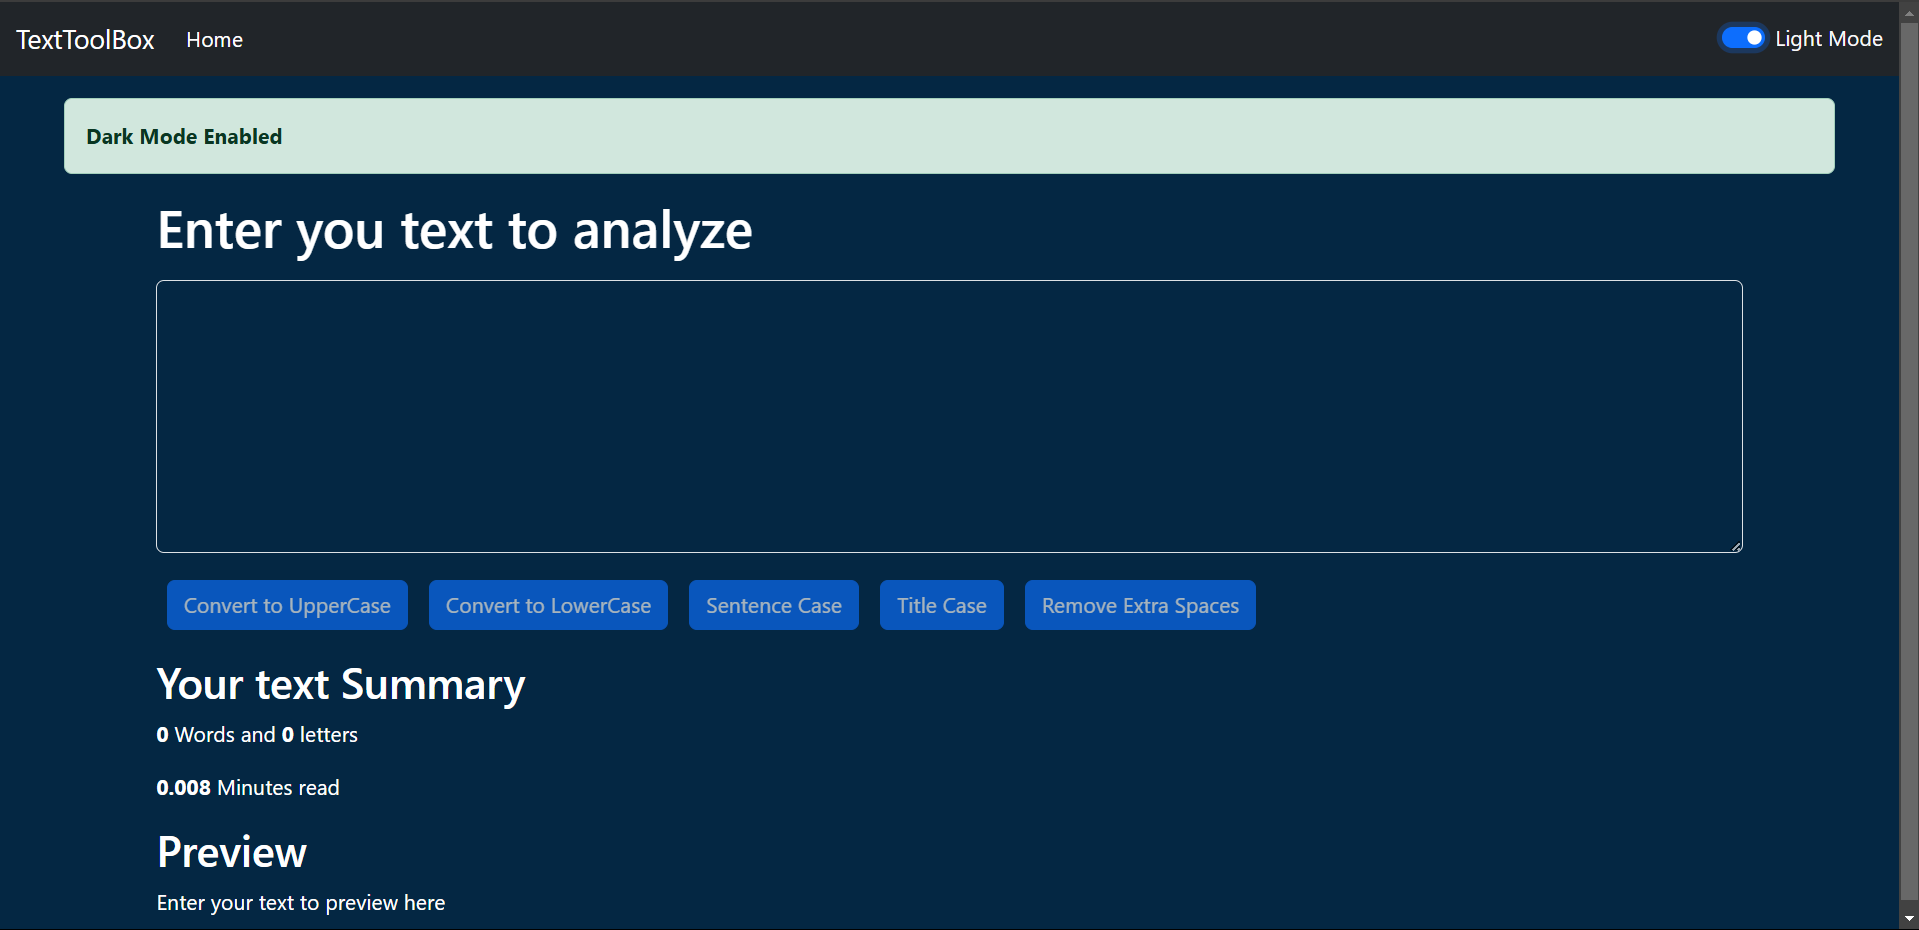 TextToolBox Home Light Mode
Dark Mode Enabled
Enter you text to analyze
Convert to UpperCase Convert to LowerCase Sentence Case Title Case Remove Extra Spaces
Your text Summary
0 Words and 0 letters
0.008 Minutes read
Preview
Enter your text to preview here